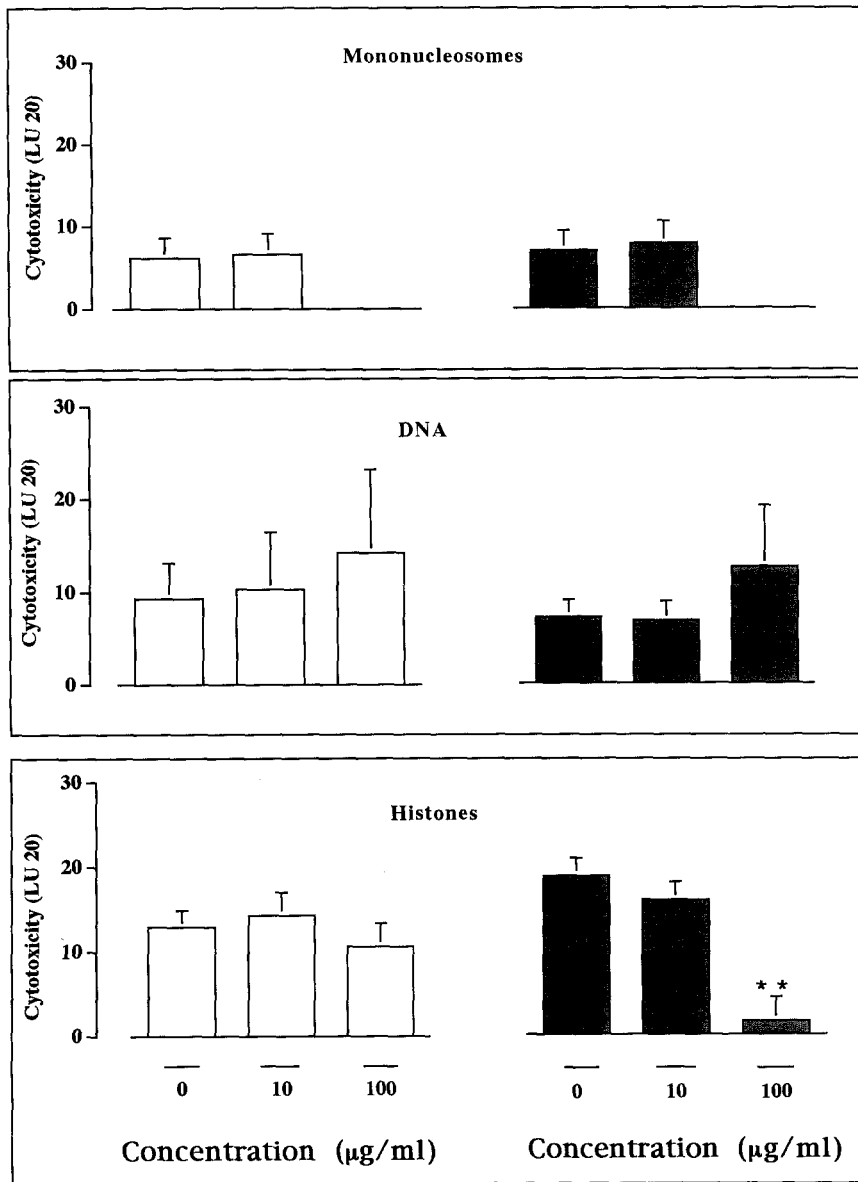 Mononucleosomes
Cytotoxicity (LU 20)
30
20
10
0
DNA
Cytotoxicity (LU 20)
30
20
10
0
Histones
Cytotoxicity (LU 20)
30
20
10
0
* *
0 10 100 0 10 100
Concentration (μg/ml) Concentration (μg/ml)